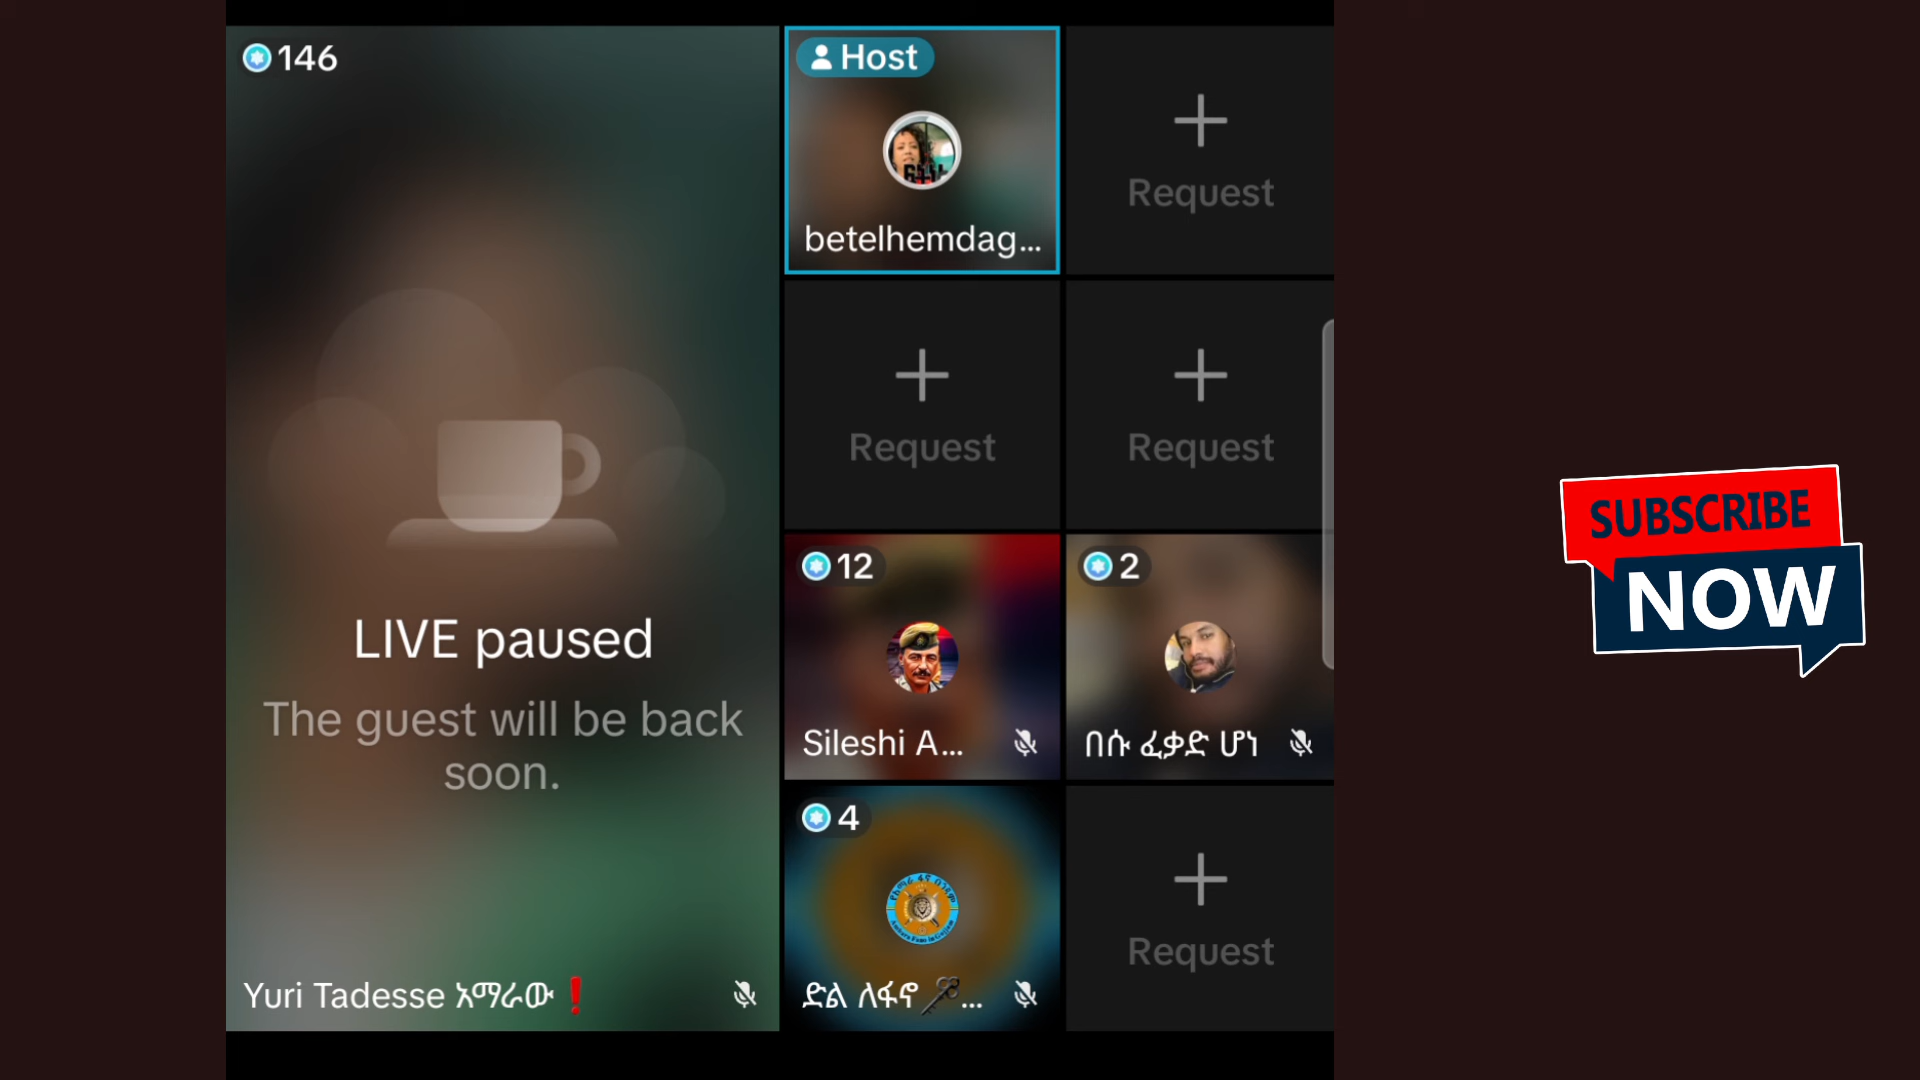 146
LIVE paused
The guest will be back
soon.
Yuri Tadesse አማራው❗
Host
betelhemdag...
Request
Request
Request
12
Sileshi A...
2
በሱ ፈቃድ ሆነ
4
ድል ለፋኖ 🗝...
Request
SUBSCRIBE
NOW